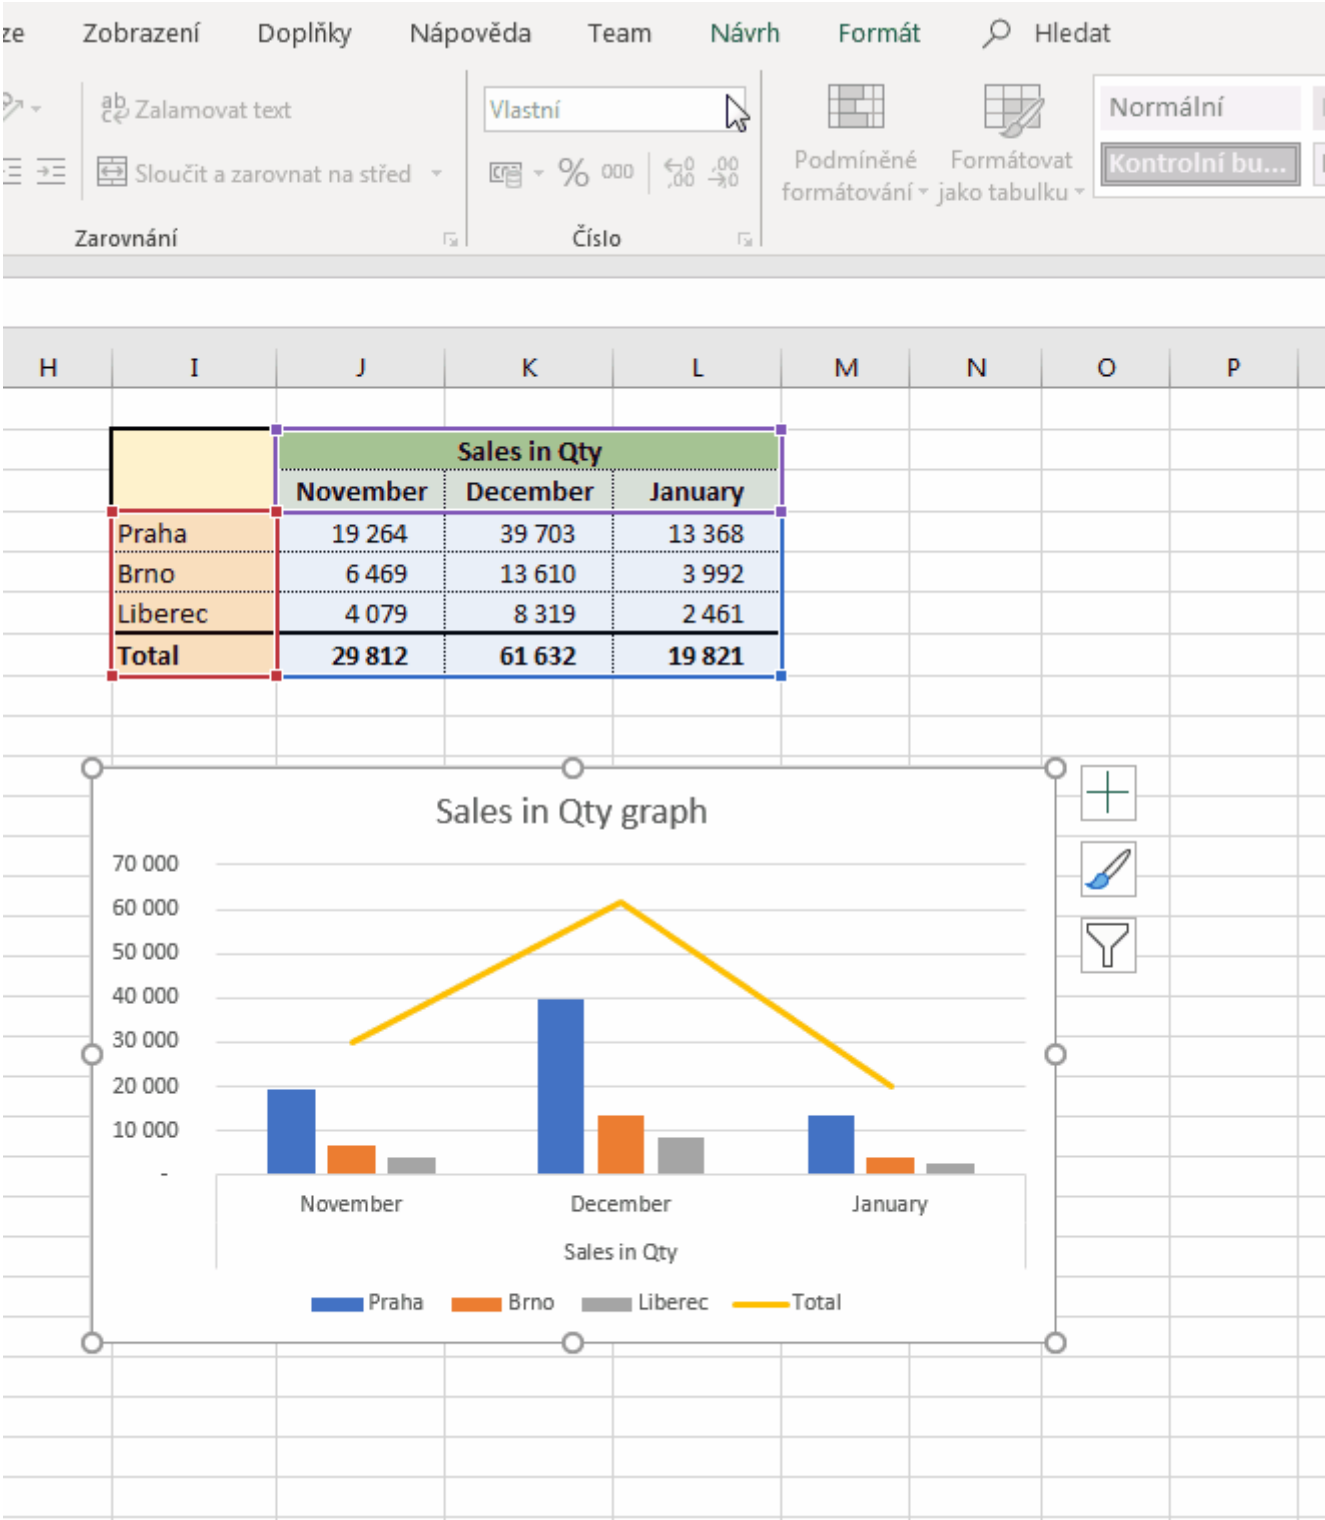 ze Zobrazení Doplňky Nápověda Team Návrh Formát Hledat
ab Zalamovat text Vlastní Normální
Sloučit a zarovnat na střed % 000 Podmíněné formátování Formátovat jako tabulku Kontrolní bu...
Zarovnání Číslo
H I J K L M N O P
Sales in Qty
November December January
Praha 19 264 39 703 13 368
Brno 6 469 13 610 3 992
Liberec 4 079 8 319 2 461
Total 29 812 61 632 19 821
Sales in Qty graph
70 000
60 000
50 000
40 000
30 000
20 000
10 000
-
November December January
Sales in Qty
Praha Brno Liberec Total